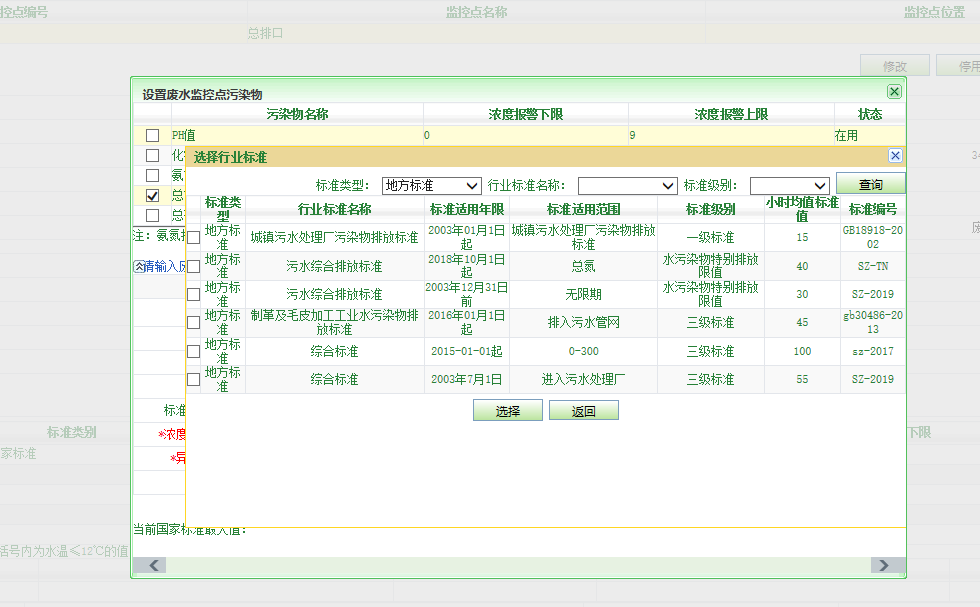 控点编号 监控点名称 监控点位置
总排口
修改 停用
设置废水监控点污染物
污染物名称 浓度报警下限 浓度报警上限 状态
PH值 0 9 在用
化
选择行业标准
氨
标准类型： 地方标准 行业标准名称： 标准级别： 查询
总
标准类型 行业标准名称 标准适用年限 标准适用范围 标准级别 小时均值标准值 标准编号
总
注：氨氮排
地方标准 城镇污水处理厂污染物排放标准 2003年01月1日起 城镇污水处理厂污染物排放标准 一级标准 15 GB18918-2002
请输入废
地方标准 污水综合排放标准 2018年10月1日起 总氮 水污染物特别排放限值 40 SZ-TN
地方标准 污水综合排放标准 2003年12月31日前 无限期 水污染物特别排放限值 30 SZ-2019
地方标准 制革及毛皮加工工业水污染物排放标准 2016年01月1日起 排入污水管网 三级标准 45 gb30486-2013
地方标准 综合标准 2015-01-01起 0-300 三级标准 100 sz-2017
地方标准 综合标准 2003年7月1日 进入污水处理厂 三级标准 55 SZ-2019
选择 返回
标准
标准类别 *浓度 下限
家标准 *异
当前国家标准最大值：
括号内为水温≤12℃的值